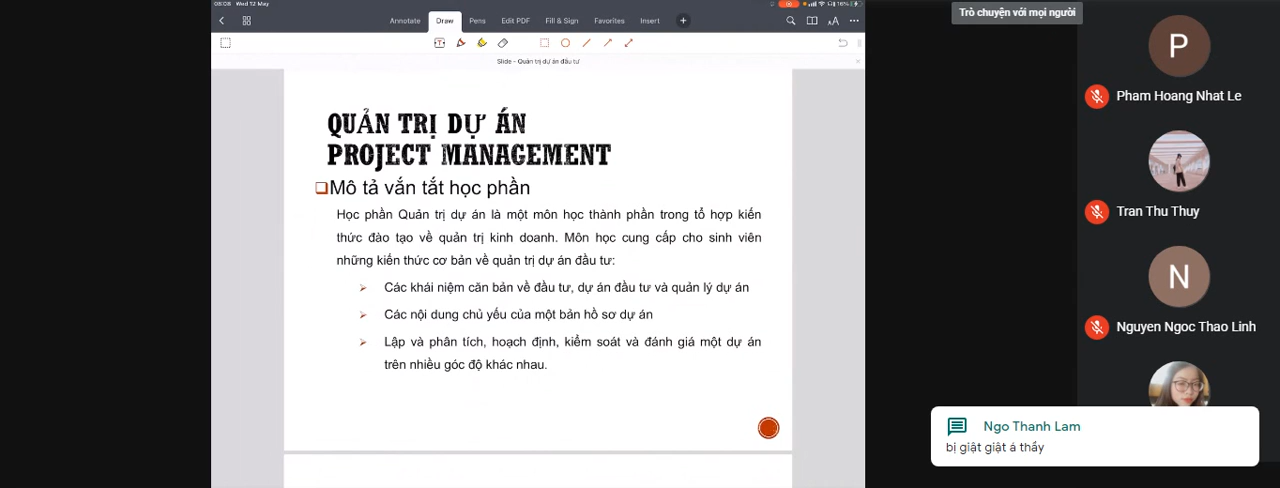 08:08 Wed 12 May
16%
Trò chuyện với mọi người
Annotate Draw Pens Edit PDF Fill & Sign Favorites Insert
Slide - Quản trị dự án đầu tư
QUẢN TRỊ DỰ ÁN
PROJECT MANAGEMENT
Mô tả vắn tắt học phần
Học phần Quản trị dự án là một môn học thành phần trong tổ hợp kiến
thức đào tạo về quản trị kinh doanh. Môn học cung cấp cho sinh viên
những kiến thức cơ bản về quản trị dự án đầu tư:
Các khái niệm căn bản về đầu tư, dự án đầu tư và quản lý dự án
Các nội dung chủ yếu của một bản hồ sơ dự án
Lập và phân tích, hoạch định, kiểm soát và đánh giá một dự án
trên nhiều góc độ khác nhau.
P
Pham Hoang Nhat Le
Tran Thu Thuy
N
Nguyen Ngoc Thao Linh
Ngo Thanh Lam
bị giật giật á thầy